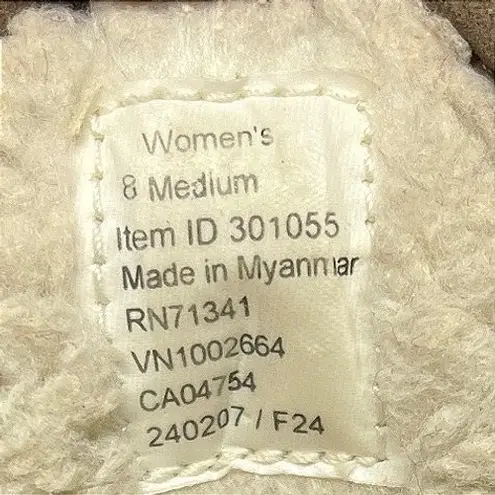 Women's
8 Medium
Item ID 301055
Made in Myanmar
RN71341
VN1002664
CA04754
240207 / F24